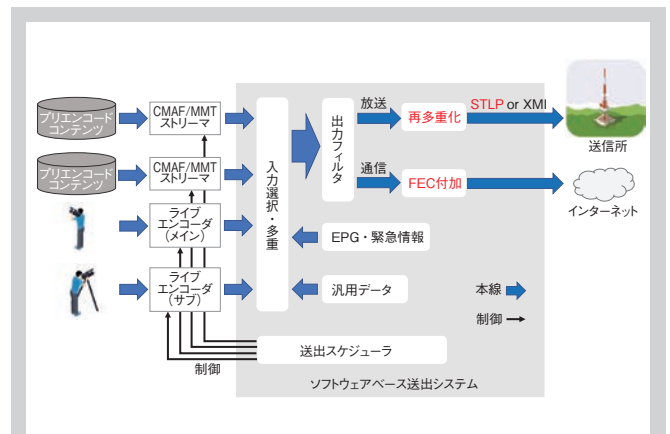 プリエンコード
コンテンツ
CMAF/MMT
ストリーマ
プリエンコード
コンテンツ
CMAF/MMT
ストリーマ
ライブ
エンコーダ
（メイン）
ライブ
エンコーダ
（サブ）
入力選択・多重
出力フィルタ
放送
再多重化
STLP or XMI
送信所
通信
FEC付加
インターネット
EPG・緊急情報
汎用データ
本線
制御
送出スケジューラ
制御
ソフトウェアベース送出システム